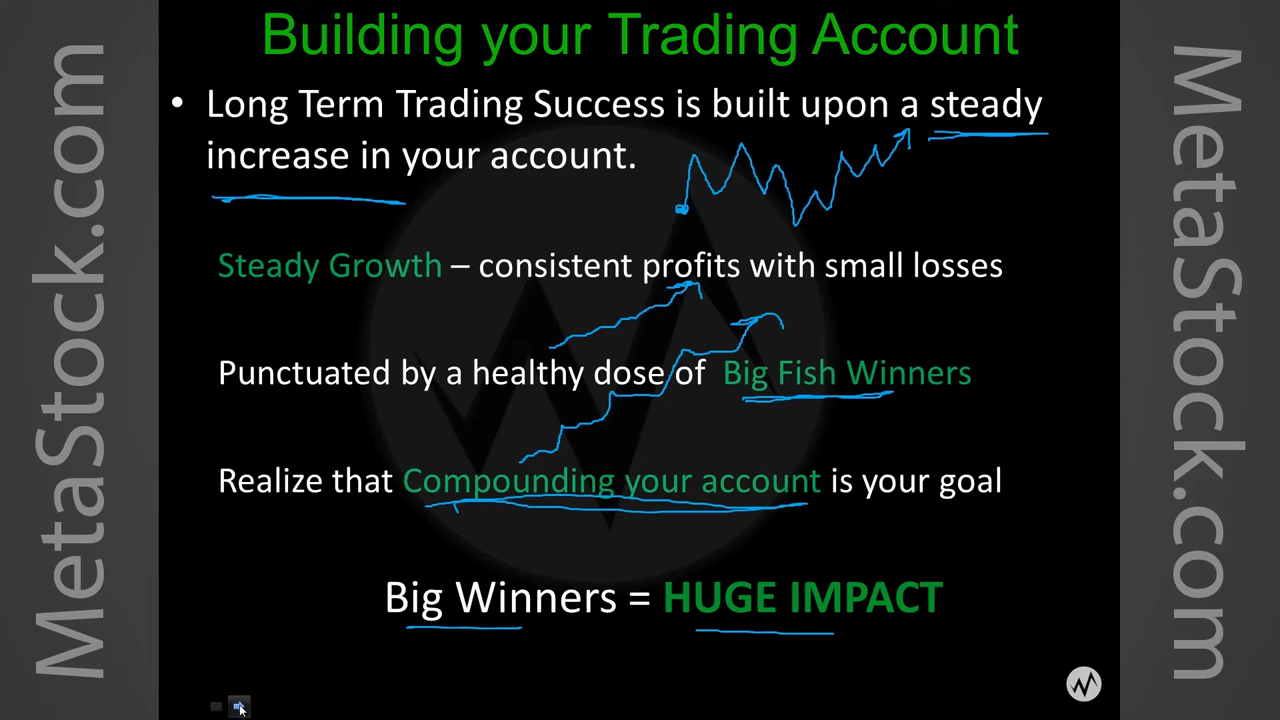 Building your Trading Account
• Long Term Trading Success is built upon a steady
increase in your account.
Steady Growth – consistent profits with small losses
Punctuated by a healthy dose of Big Fish Winners
Realize that Compounding your account is your goal
Big Winners = HUGE IMPACT
MetaStock.com
MetaStock.com